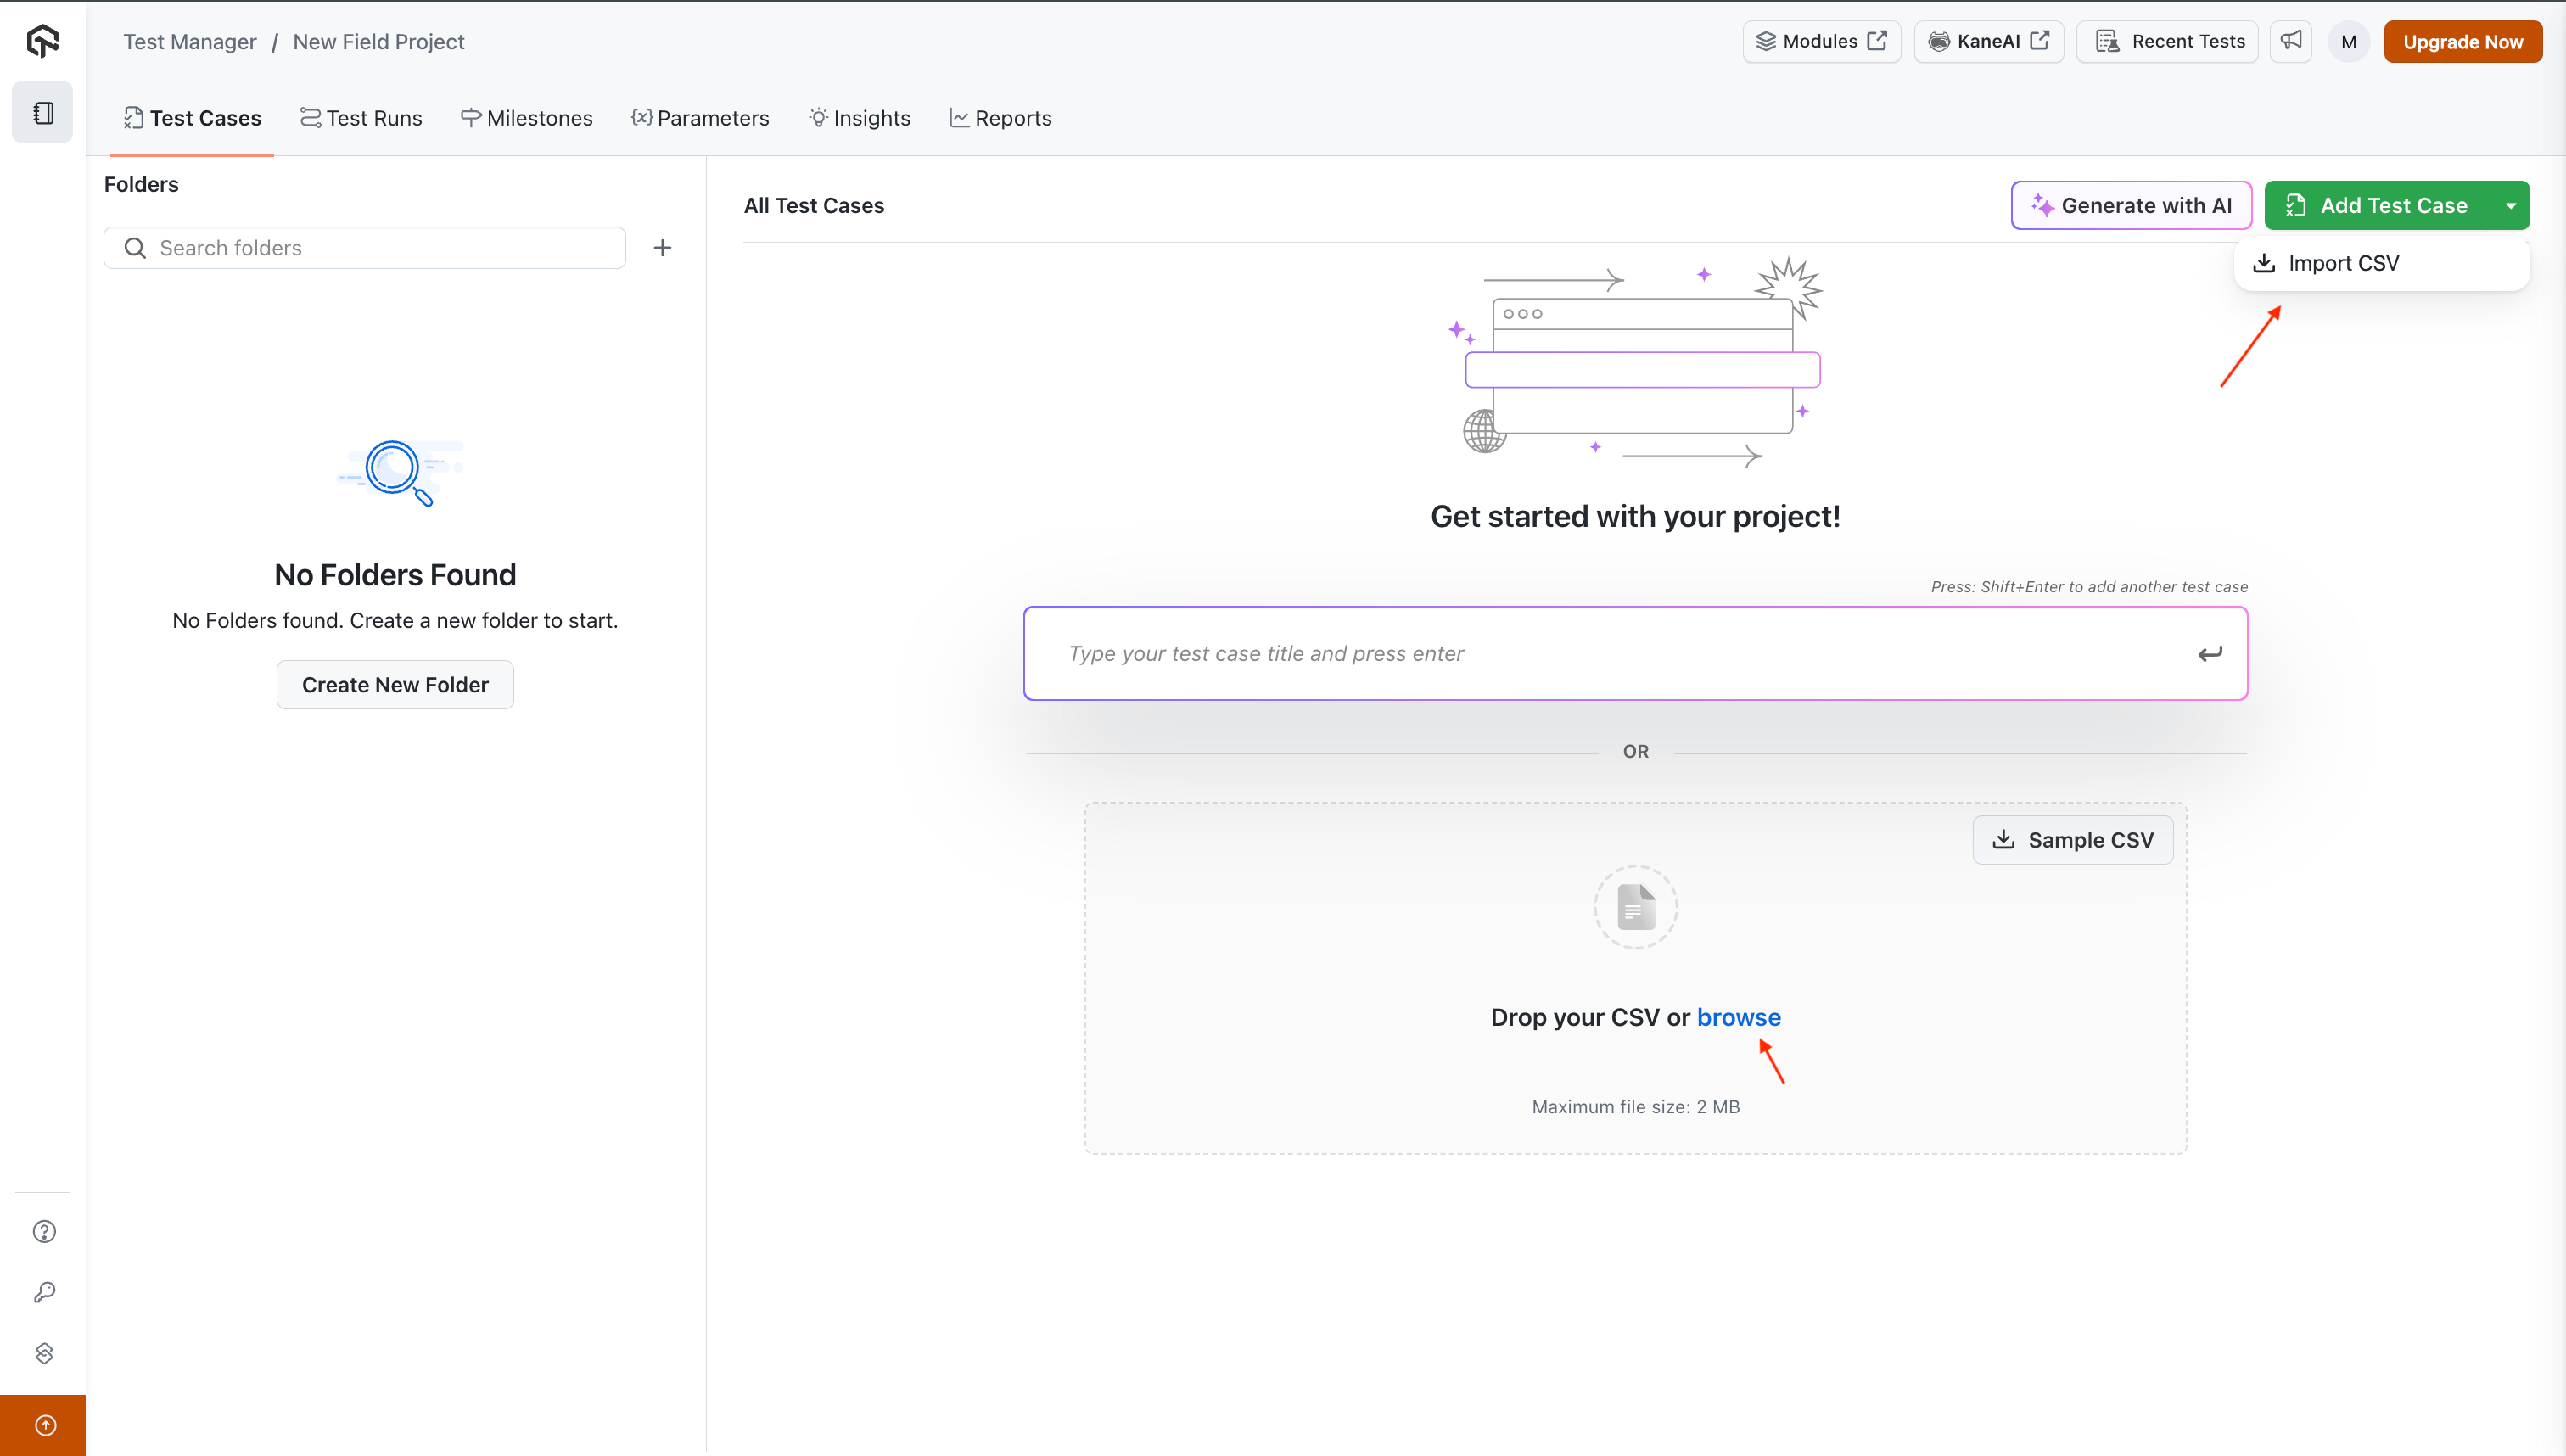 Test Manager / New Field Project
Modules
KaneAI
Recent Tests
M
Upgrade Now
Test Cases
Test Runs
Milestones
{x} Parameters
Insights
Reports
Folders
Search folders
No Folders Found
No Folders found. Create a new folder to start.
Create New Folder
All Test Cases
Generate with AI
Add Test Case
Import CSV
Get started with your project!
Press: Shift+Enter to add another test case
Type your test case title and press enter
OR
Sample CSV
Drop your CSV or browse
Maximum file size: 2 MB